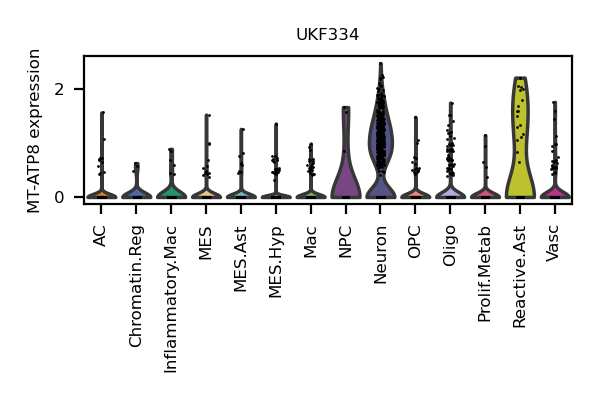 UKF334
MT-ATP8 expression
2
0
AC
Chromatin.Reg
Inflammatory.Mac
MES
MES.Ast
MES.Hyp
Mac
NPC
Neuron
OPC
Oligo
Prolif.Metab
Reactive.Ast
Vasc